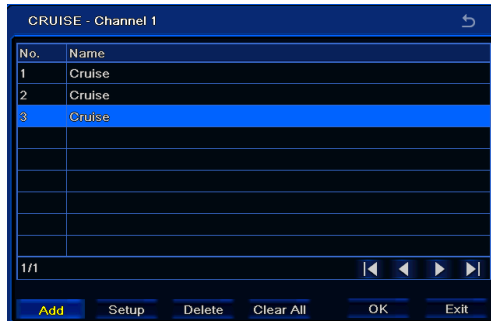 CRUISE - Channel 1
No. Name
1 Cruise
2 Cruise
3 Cruise
1/1
Add Setup Delete Clear All OK Exit